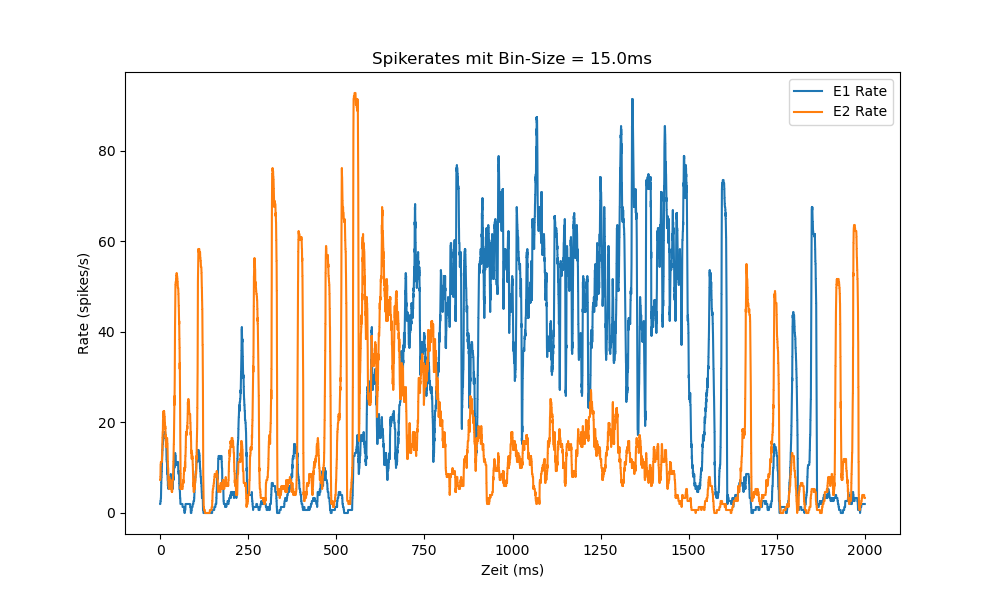 Spikerates mit Bin-Size = 15.0ms
E1 Rate
E2 Rate
Rate (spikes/s)
80
60
40
20
0
0 250 500 750 1000 1250 1500 1750 2000
Zeit (ms)